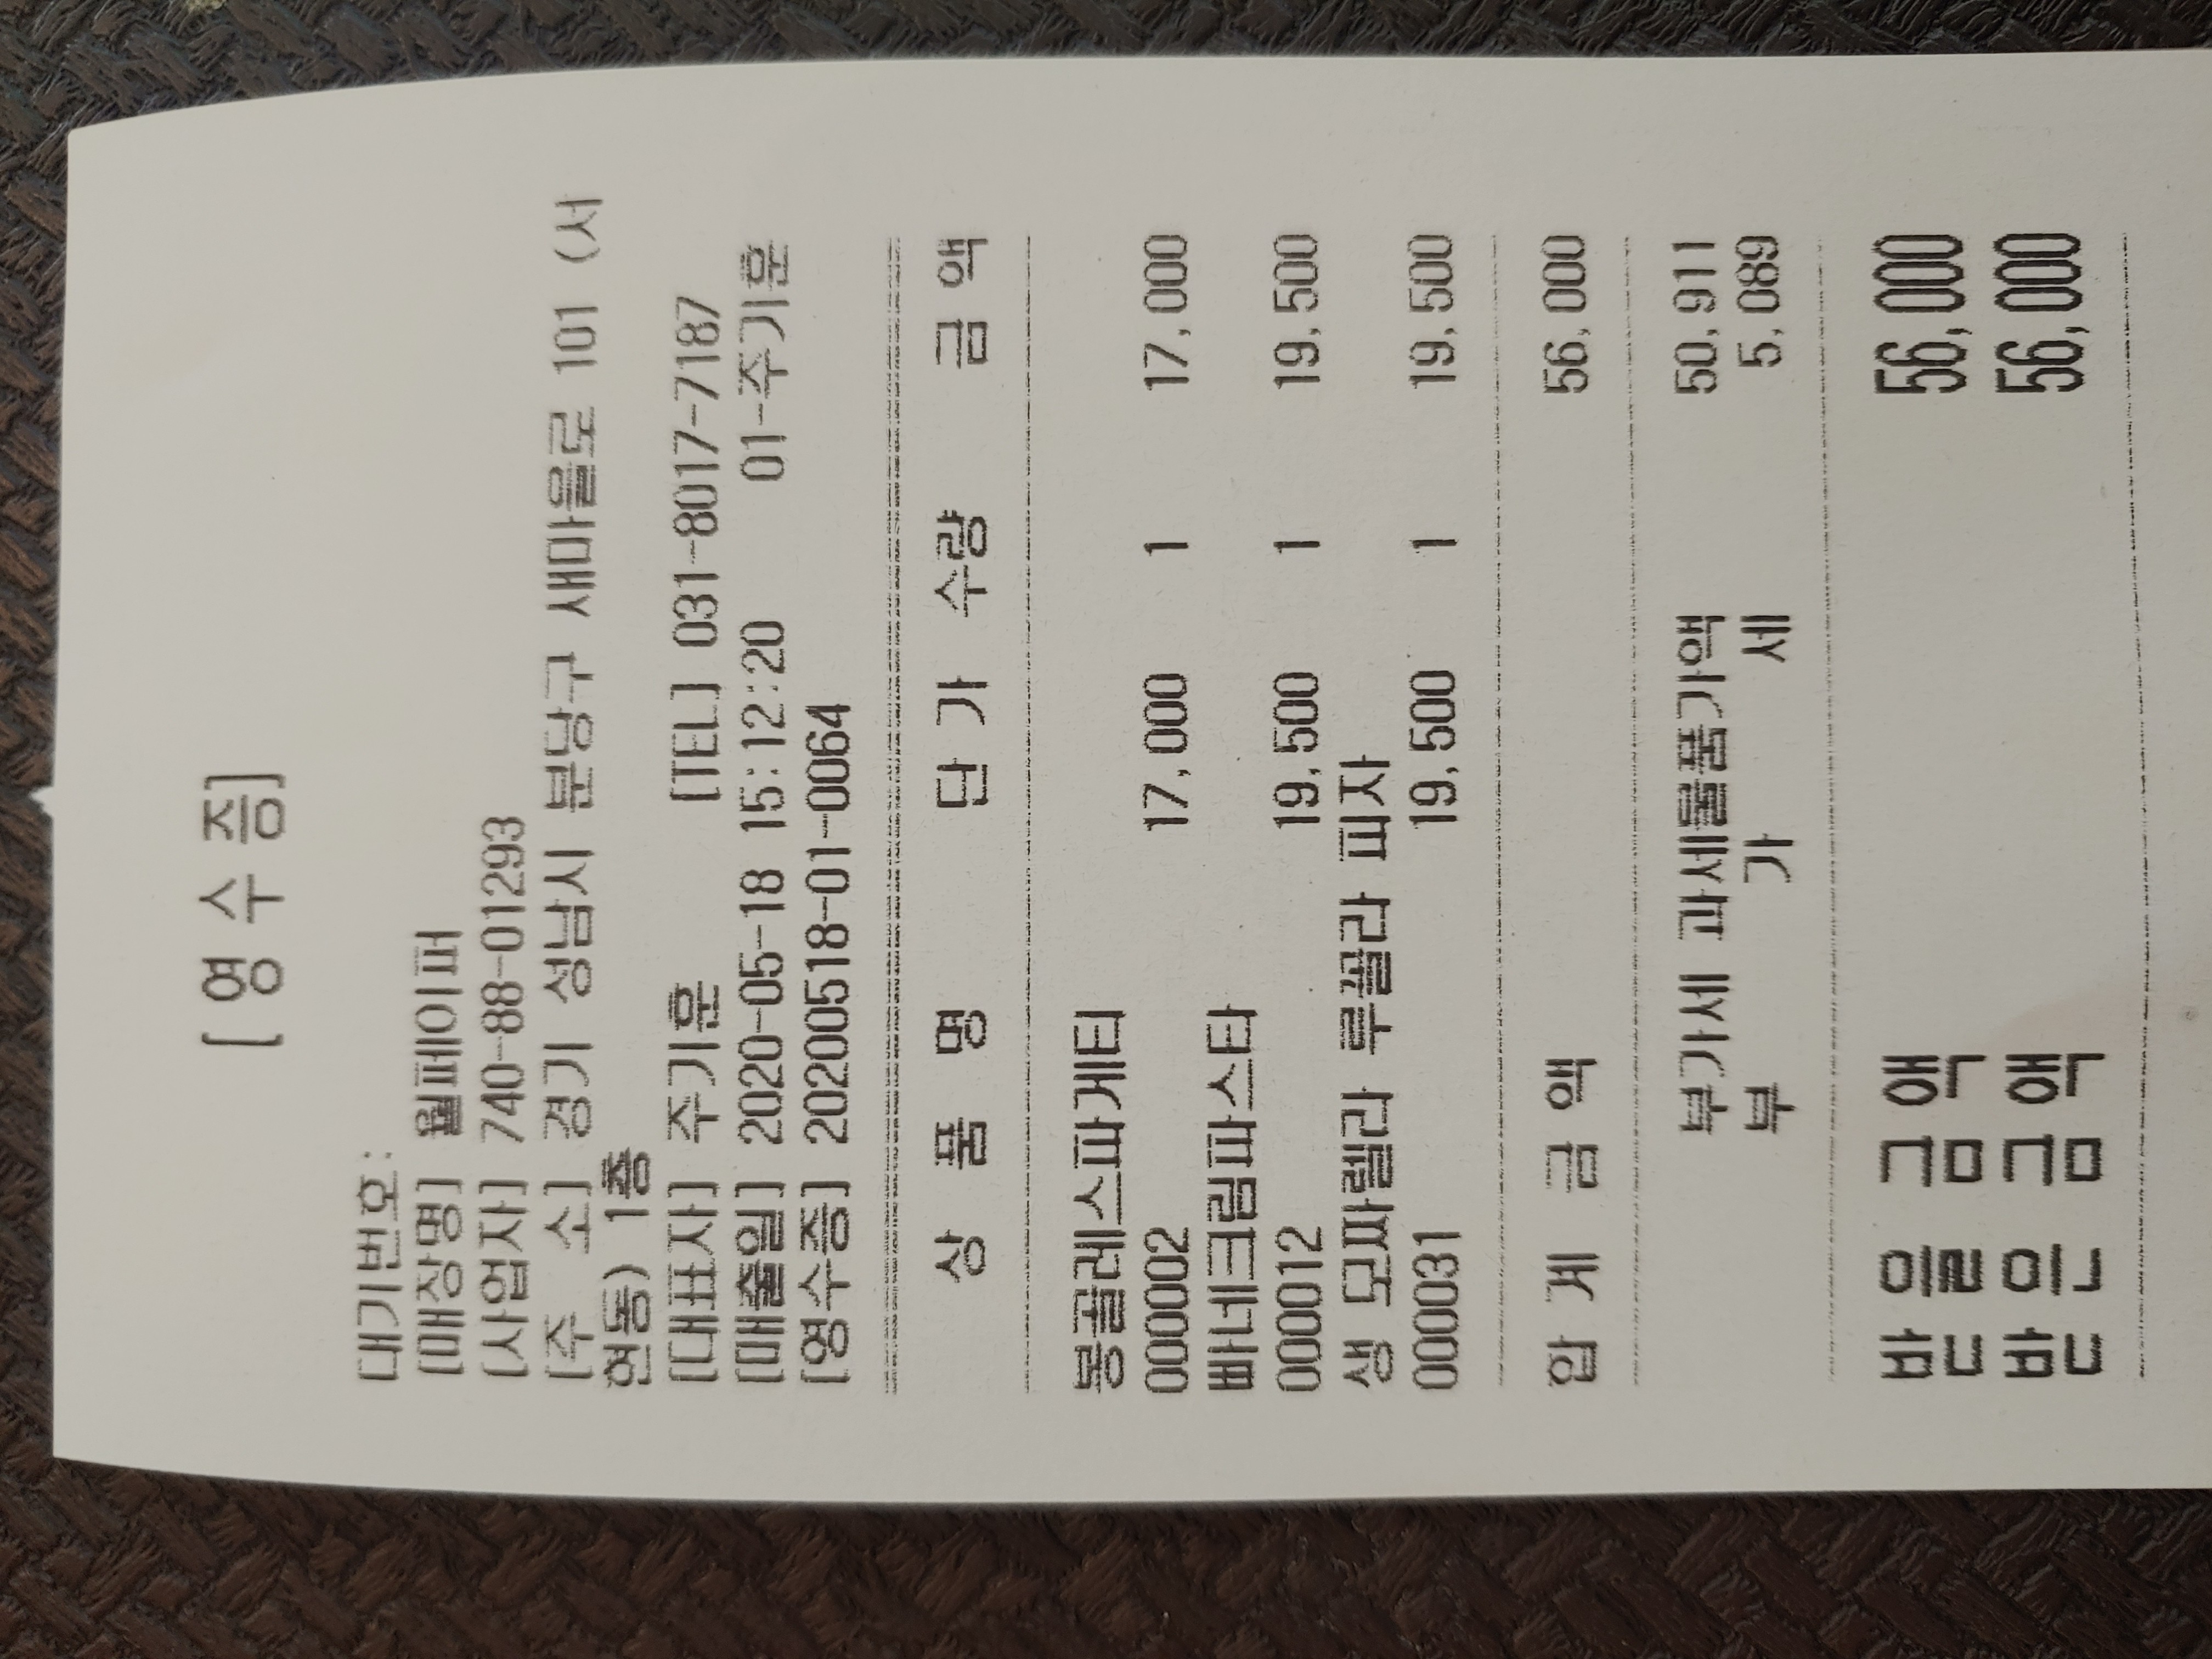 [ 영 수 증]
대기번호:
[매장명] 월페이퍼
[사업자] 740-88-01293
[주 소] 경기 성남시 분당구 새마을로 101 (서
현동) 1층
[대표자] 주기훈 [TEL] 031-8017-7187
[매출일] 2020-05-18 15:12:20 01-주기훈
[영수증] 20200518-01-0064
상 품 명 단 가 수량 금 액
봉골레스파게티
000002 17,000 1 17,000
빠네크림파스타
000012 19,500 1 19,500
생 모짜렐라 루꼴라 피자
000031 19,500 1 19,500
합 계 금 액 56,000
부가세 과세물품가액 50,911
부 가 세 5,089
받을금액 56,000
받은금액 56,000